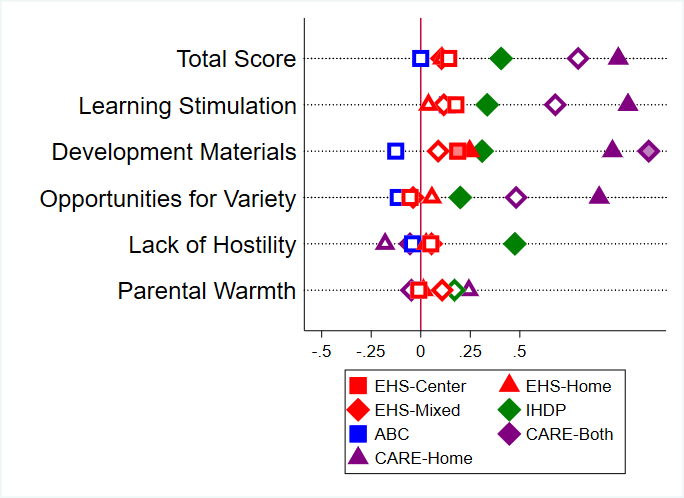 Total Score
Learning Stimulation
Development Materials
Opportunities for Variety
Lack of Hostility
Parental Warmth
-.5 -.25 0 .25 .5
EHS-Center EHS-Home
EHS-Mixed IHDP
ABC CARE-Both
CARE-Home